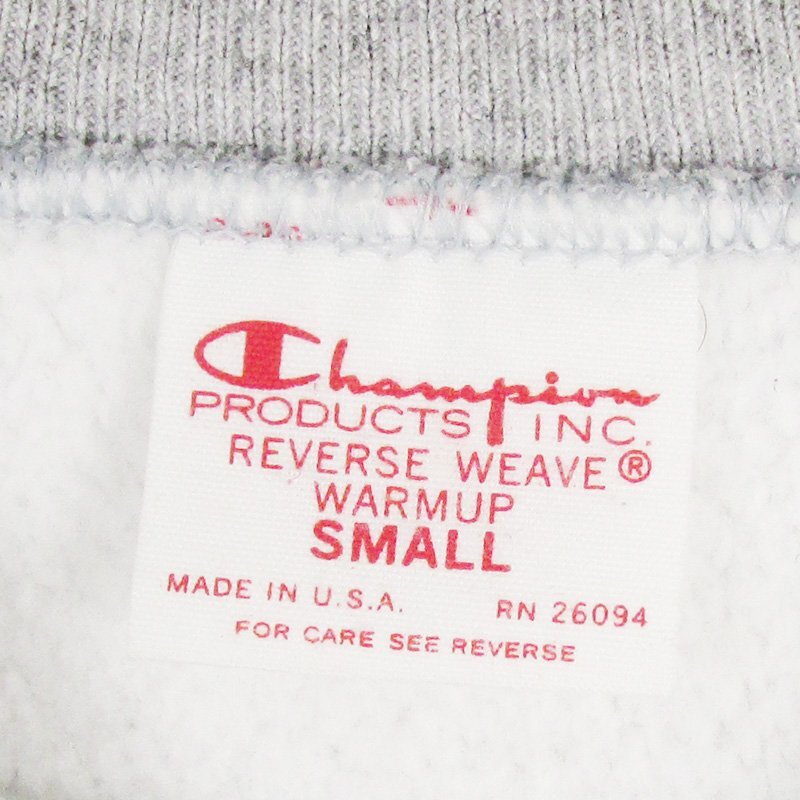 Champion
PRODUCTS INC.
REVERSE WEAVE®
WARMUP
SMALL
MADE IN U.S.A. RN 26094
FOR CARE SEE REVERSE